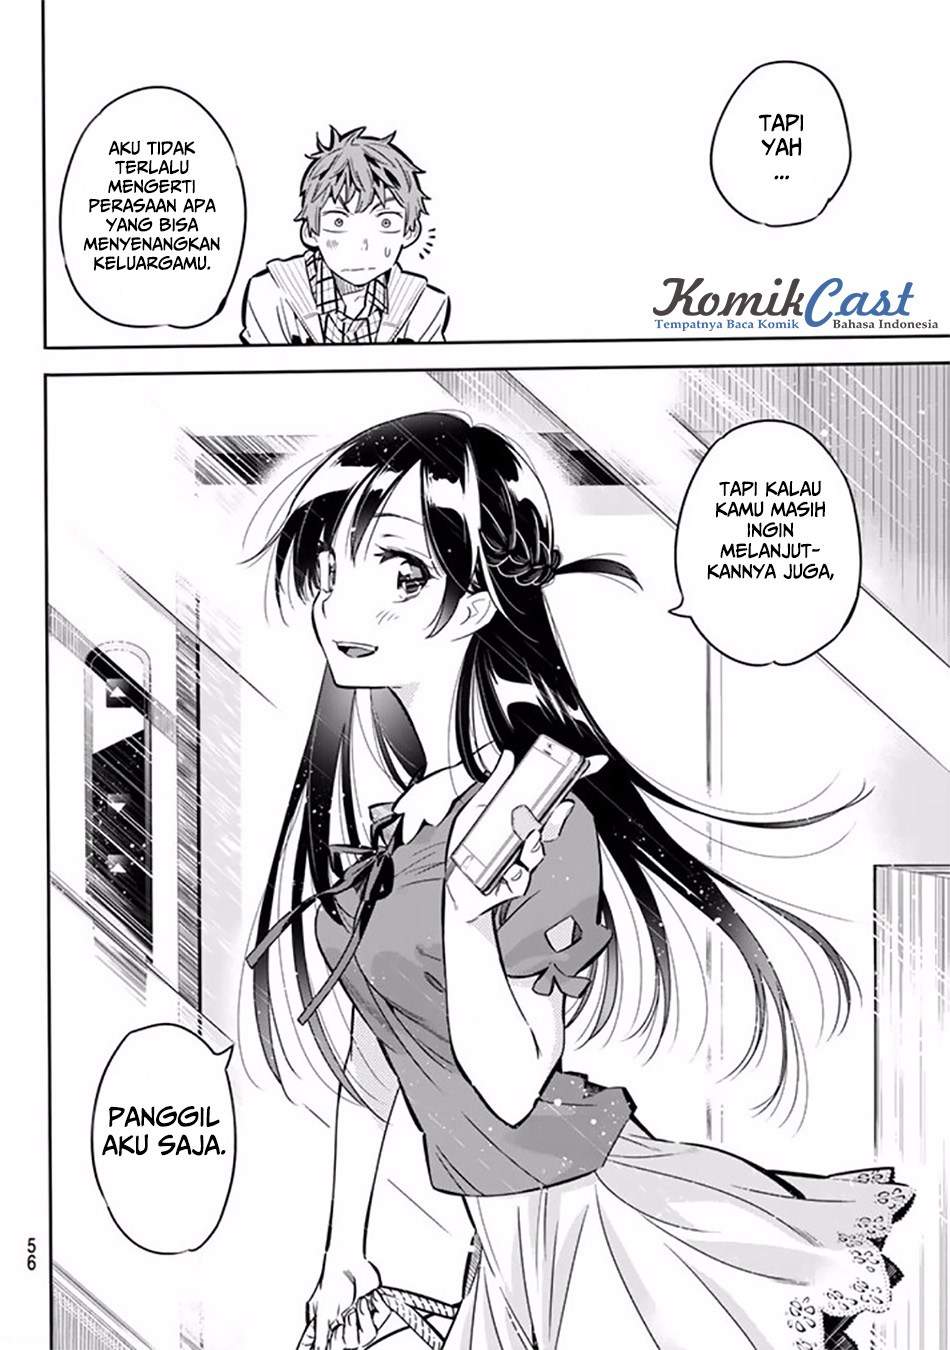 TAPI
YAH
...
AKU TIDAK
TERLALU
MENGERTI
PERASAAN APA
YANG BISA
MENYENANGKAN
KELUARGAMU.
KomikCast
Tempatnya Baca Komik Bahasa Indonesia
TAPI KALAU
KAMU MASIH
INGIN
MELANJUT-
KANNYA JUGA,
PANGGIL
AKU SAJA.
56